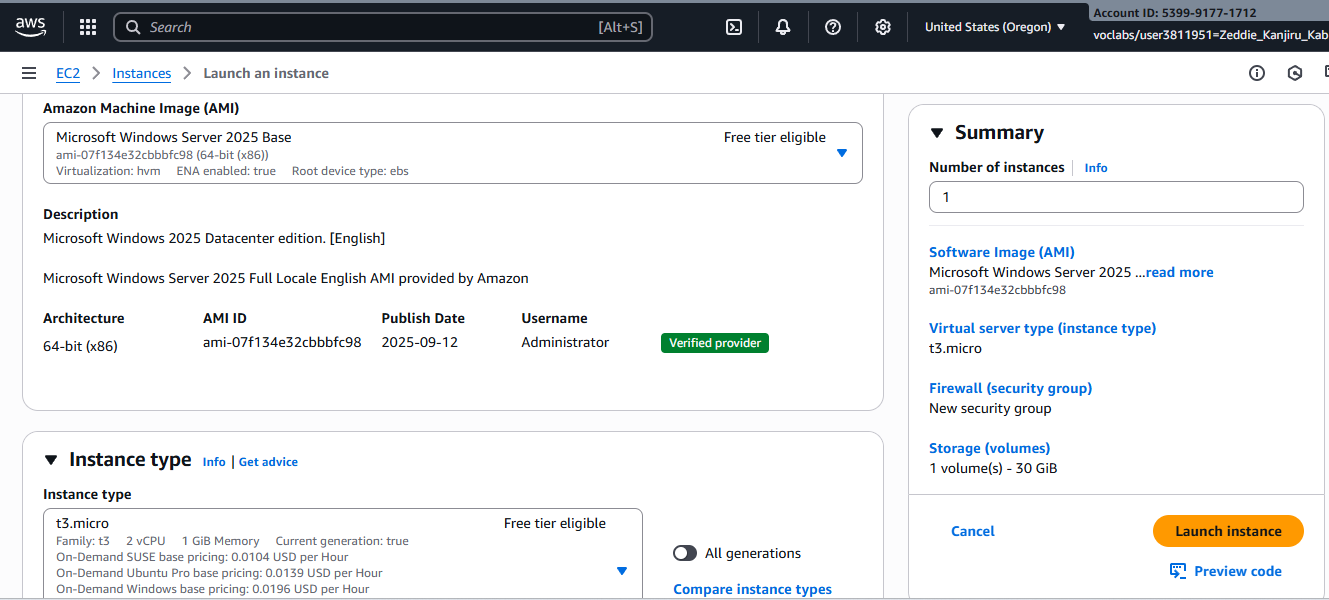 aws
Search [Alt+S]
United States (Oregon)
Account ID: 5399-9177-1712
voclabs/user3811951=Zeddie_Kanjiru_Kab
EC2 Instances Launch an instance
Amazon Machine Image (AMI)
Microsoft Windows Server 2025 Base Free tier eligible
ami-07f134e32cbbbfc98 (64-bit (x86))
Virtualization: hvm ENA enabled: true Root device type: ebs
Description
Microsoft Windows 2025 Datacenter edition. [English]
Microsoft Windows Server 2025 Full Locale English AMI provided by Amazon
Architecture AMI ID Publish Date Username
64-bit (x86) ami-07f134e32cbbbfc98 2025-09-12 Administrator Verified provider
Instance type Info | Get advice
Instance type
t3.micro Free tier eligible
Family: t3 2 vCPU 1 GiB Memory Current generation: true
On-Demand SUSE base pricing: 0.0104 USD per Hour
On-Demand Ubuntu Pro base pricing: 0.0139 USD per Hour
On-Demand Windows base pricing: 0.0196 USD per Hour
All generations
Compare instance types
Summary
Number of instances Info
1
Software Image (AMI)
Microsoft Windows Server 2025 ...read more
ami-07f134e32cbbbfc98
Virtual server type (instance type)
t3.micro
Firewall (security group)
New security group
Storage (volumes)
1 volume(s) - 30 GiB
Cancel Launch instance
Preview code